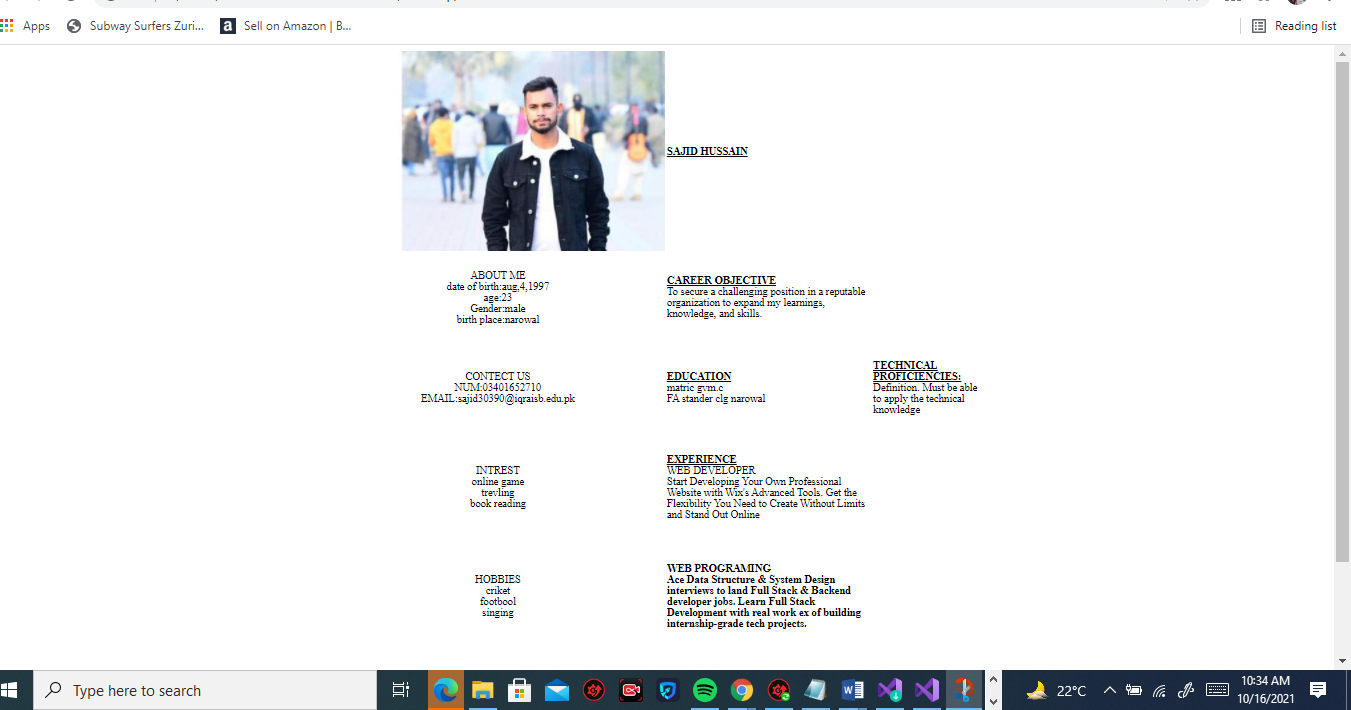 Apps
Subway Surfers Zuri...
Sell on Amazon | B...
Reading list
SAJID HUSSAIN
ABOUT ME
date of birth:aug,4,1997
age:23
Gender:male
birth place:narowal
CAREER OBJECTIVE
To secure a challenging position in a reputable
organization to expand my learnings,
knowledge, and skills.
CONTECT US
NUM:03401652710
EMAIL:sajid30390@iqraisb.edu.pk
EDUCATION
matric gvm.c
FA stander clg narowal
TECHNICAL
PROFICIENCIES:
Definition. Must be able
to apply the technical
knowledge
INTREST
online game
trevling
book reading
EXPERIENCE
WEB DEVELOPER
Start Developing Your Own Professional
Website with Wix's Advanced Tools. Get the
Flexibility You Need to Create Without Limits
and Stand Out Online
HOBBIES
criket
footbool
singing
WEB PROGRAMING
Ace Data Structure & System Design
interviews to land Full Stack & Backend
developer jobs. Learn Full Stack
Development with real work ex of building
internship-grade tech projects.
Type here to search
22°C
10:34 AM
10/16/2021